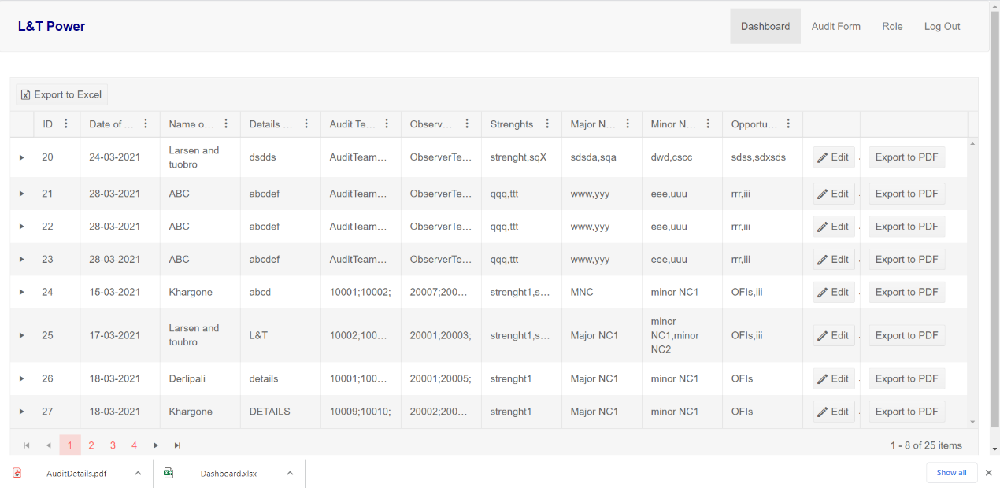 L&T Power
Dashboard Audit Form Role Log Out
Export to Excel
ID Date of ... Name o... Details ... Audit Te... Observ... Strenghts Major N... Minor N... Opportu...
20 24-03-2021 Larsen and tuobro dsdds AuditTeam... ObserverTe... strenght,sqX sdsda,sqa dwd,cscc sdss,sdxsds Edit Export to PDF
21 28-03-2021 ABC abcdef AuditTeam... ObserverTe... qqq,ttt www,yyy eee,uuu rrr,iii Edit Export to PDF
22 28-03-2021 ABC abcdef AuditTeam... ObserverTe... qqq,ttt www,yyy eee,uuu rrr,iii Edit Export to PDF
23 28-03-2021 ABC abcdef AuditTeam... ObserverTe... qqq,ttt www,yyy eee,uuu rrr,iii Edit Export to PDF
24 15-03-2021 Khargone abcd 10001;10002; 20007;200... strenght1,s... MNC minor NC1 OFIs,iii Edit Export to PDF
25 17-03-2021 Larsen and toubro L&T 10002;100... 20001;20003; strenght1,s... Major NC1 minor NC1,minor NC2 OFIs,iii Edit Export to PDF
26 18-03-2021 Derlipali details 10001;100... 20001;20005; strenght1 Major NC1 minor NC1 OFIs Edit Export to PDF
27 18-03-2021 Khargone DETAILS 10009;10010; 20002;200... strenght1 Major NC1 minor NC1 OFIs Edit Export to PDF
1 2 3 4 1 - 8 of 25 items
AuditDetails.pdf Dashboard.xlsx Show all